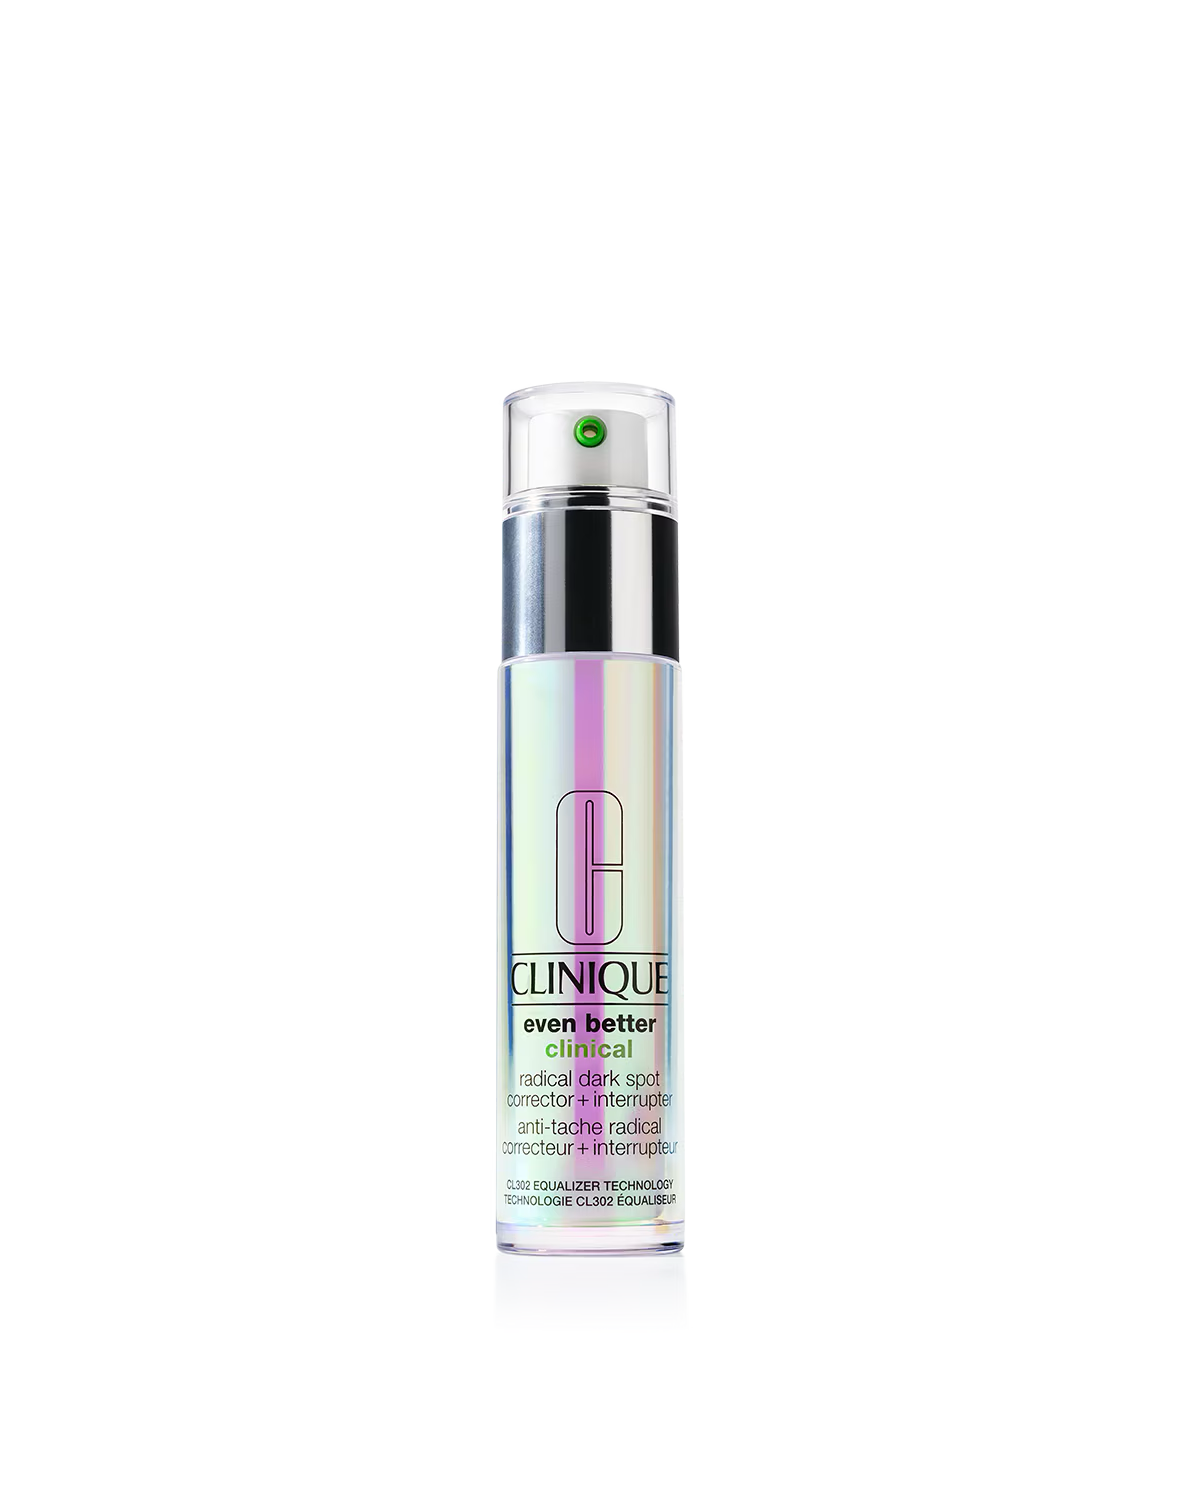 CLINIQUE
even better
clinical
radical dark spot
corrector + interrupter
anti-tache radical
correcteur + interrupteur
CL302 EQUALIZER TECHNOLOGY
TECHNOLOGIE CL302 ÉQUALISEUR